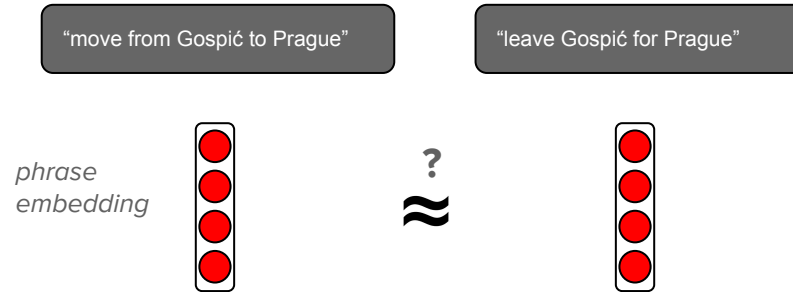 “move from Gospić to Prague”
“leave Gospić for Prague”
phrase
embedding
?
≈